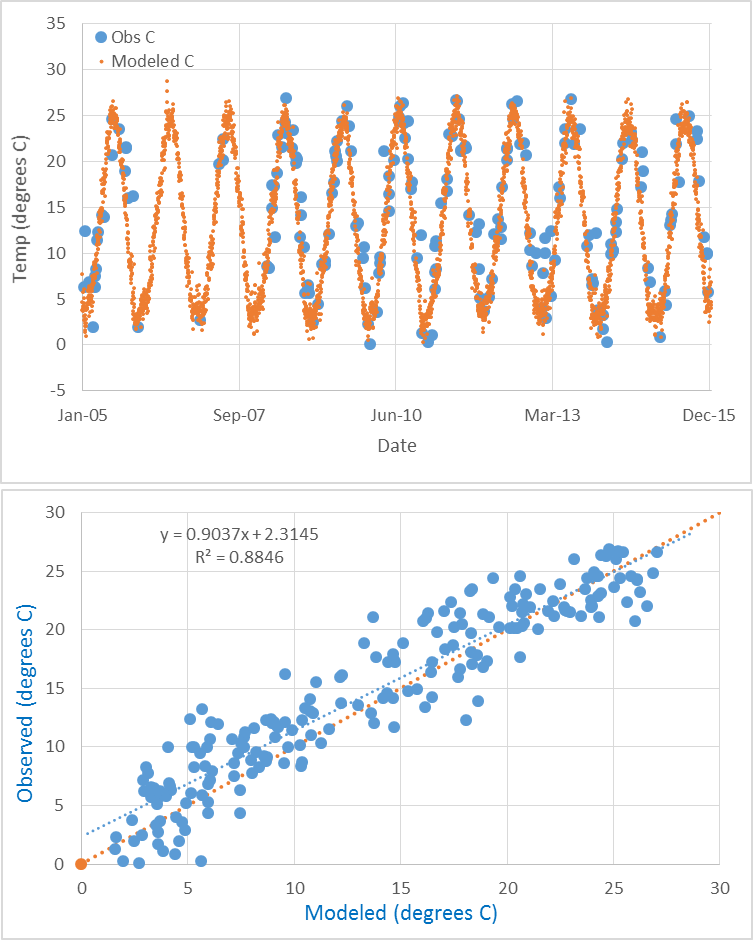 35
30
25
20
15
10
5
0
-5
Obs C
Modeled C
Temp (degrees C)
Jan-05 Sep-07 Jun-10 Mar-13 Dec-15
Date
30
25
20
15
10
5
0
y = 0.9037x + 2.3145
R² = 0.8846
Observed (degrees C)
0 5 10 15 20 25 30
Modeled (degrees C)